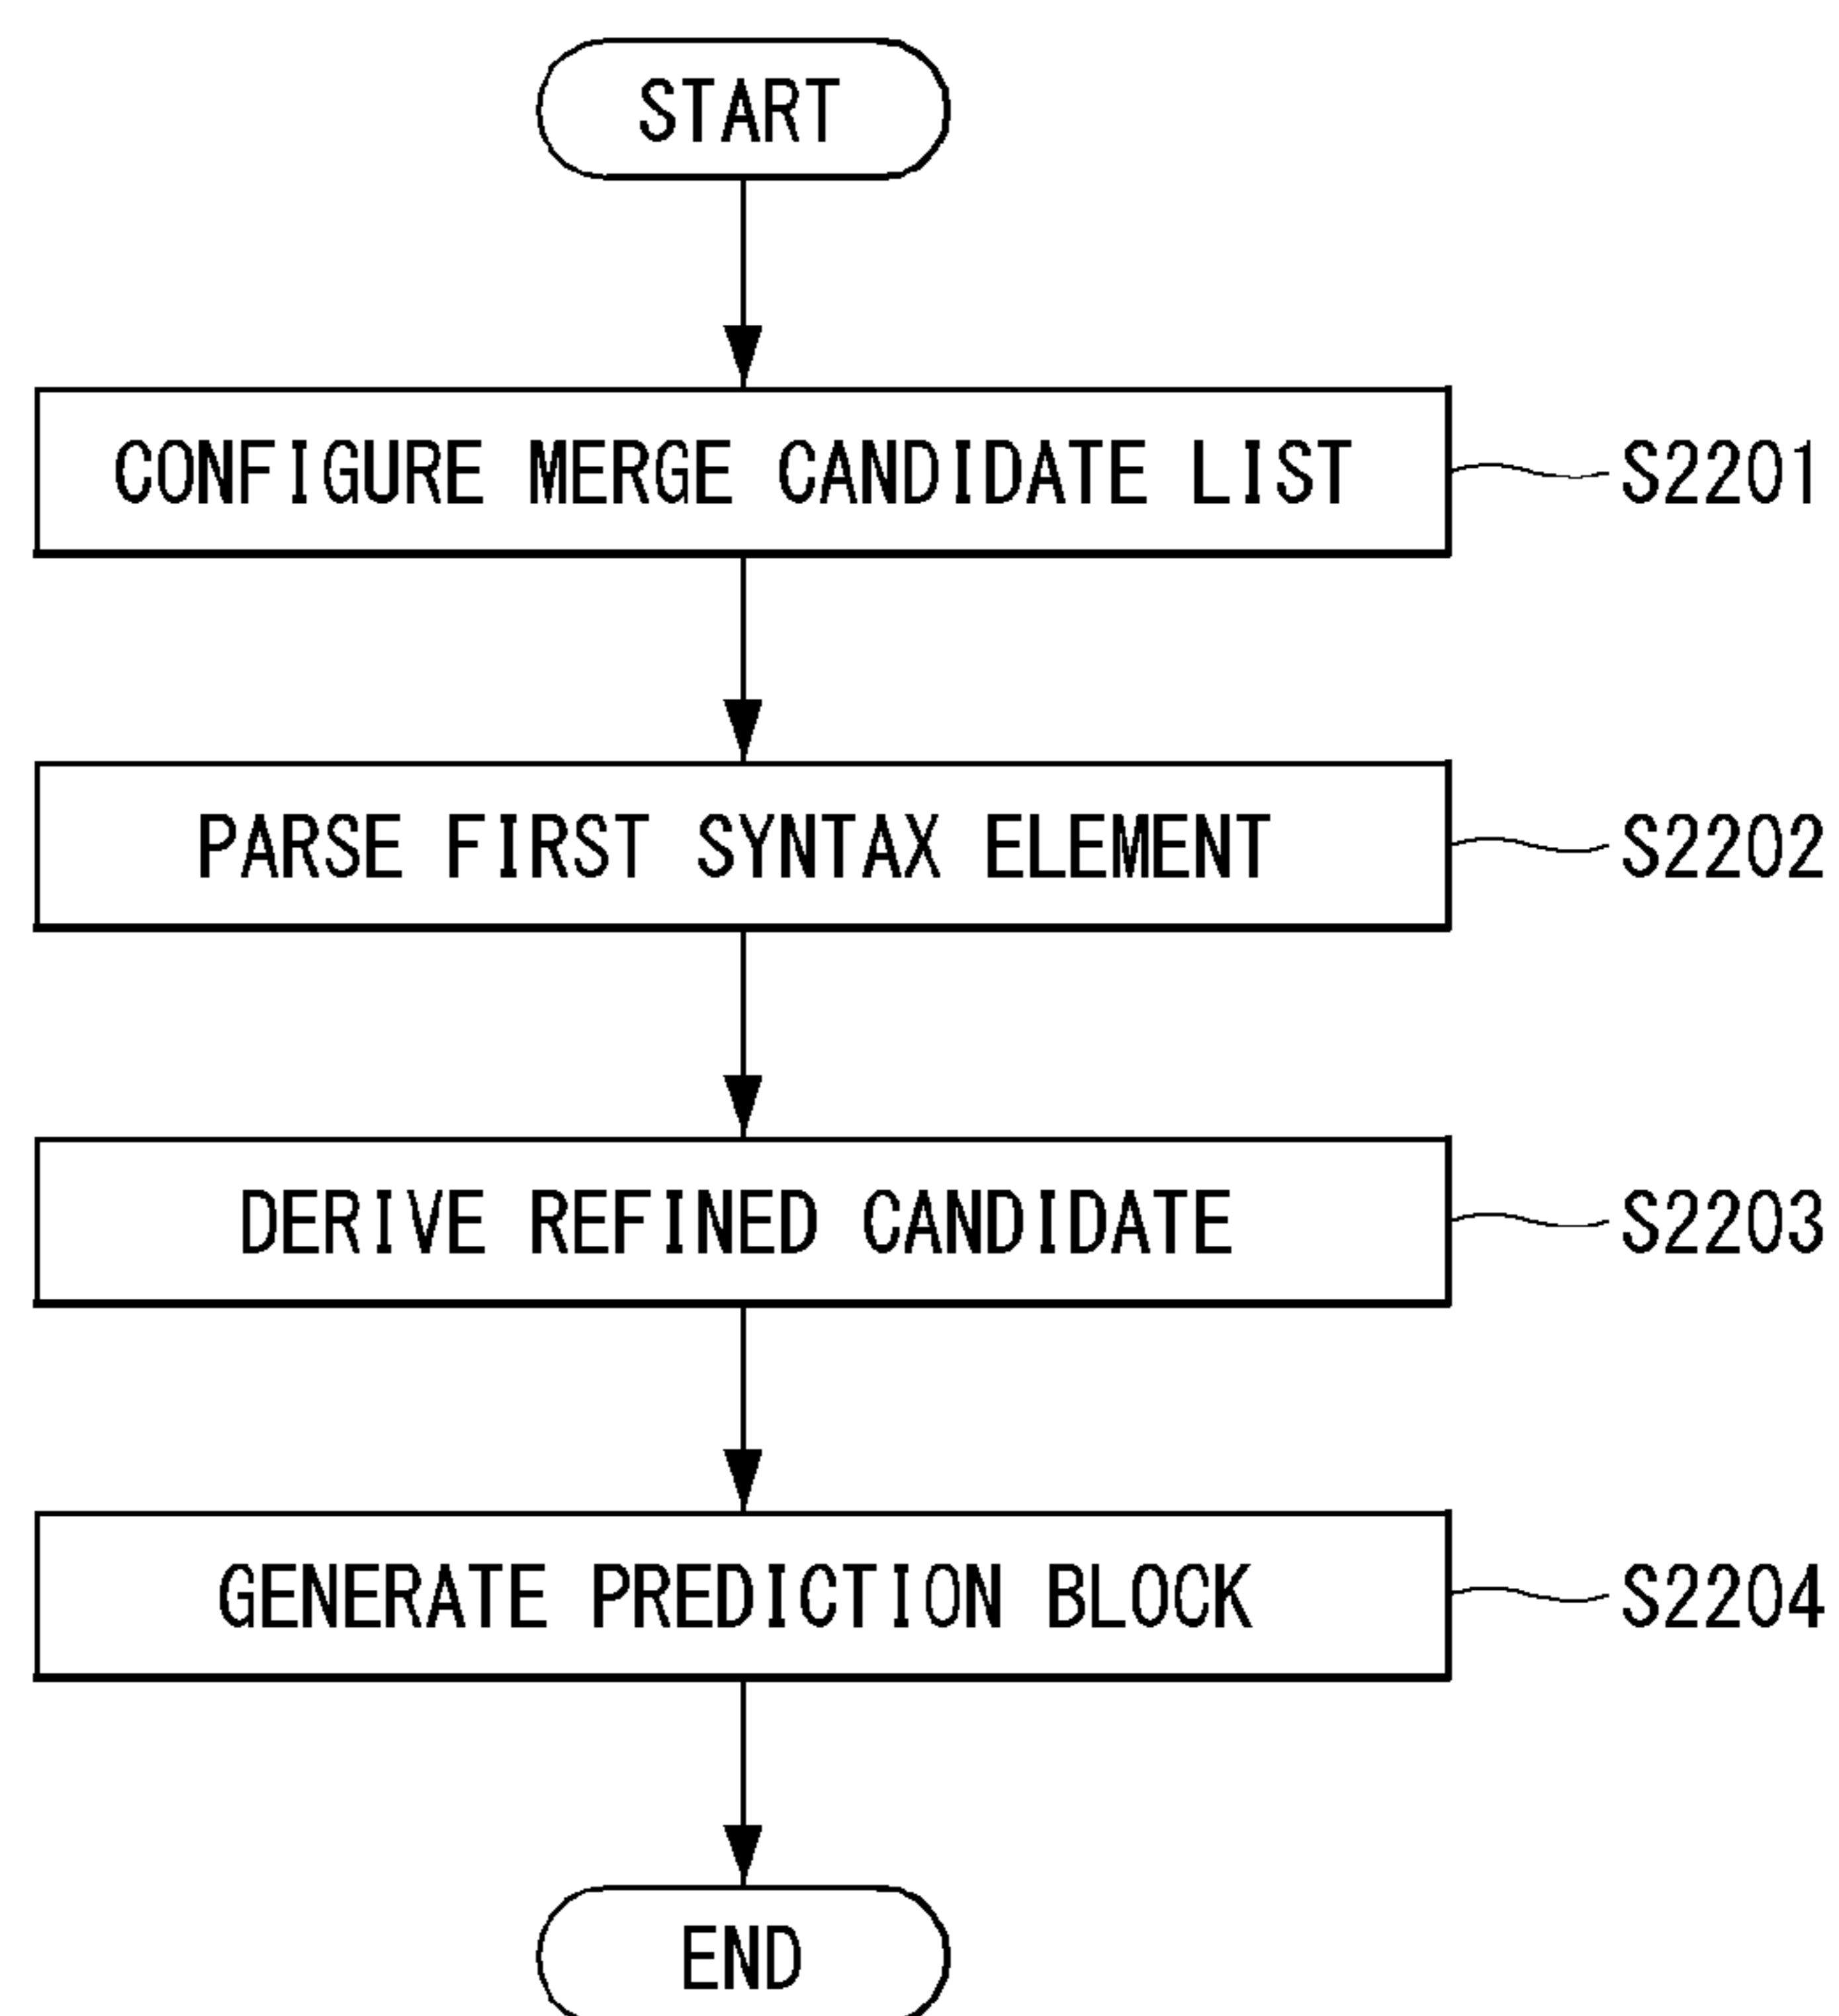 START
CONFIGURE MERGE CANDIDATE LIST
S2201
PARSE FIRST SYNTAX ELEMENT
S2202
DERIVE REFINED CANDIDATE
S2203
GENERATE PREDICTION BLOCK
S2204
END